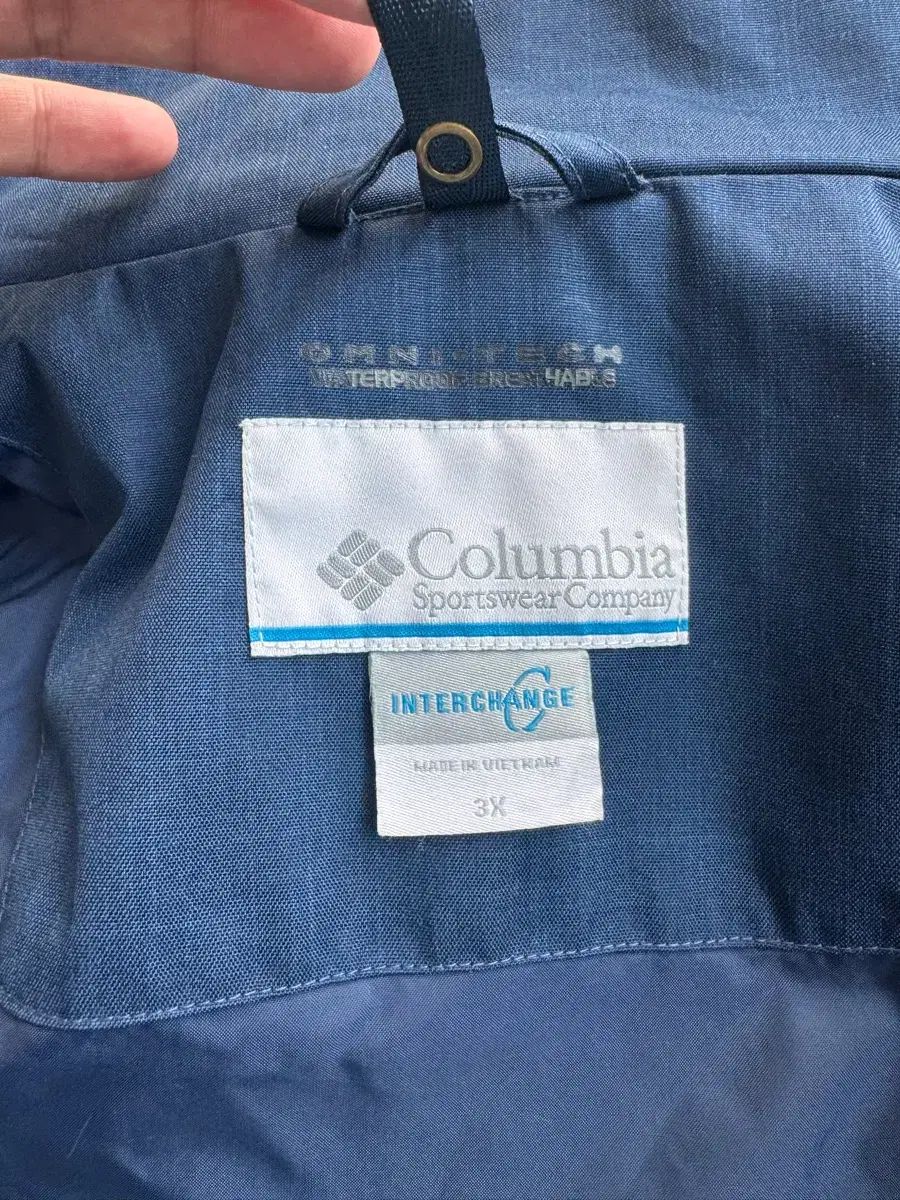 OMNI-TECH
WATERPROOF BREATHABLE
Columbia
Sportswear Company
INTERCHANGE
MADE IN VIETNAM
3X